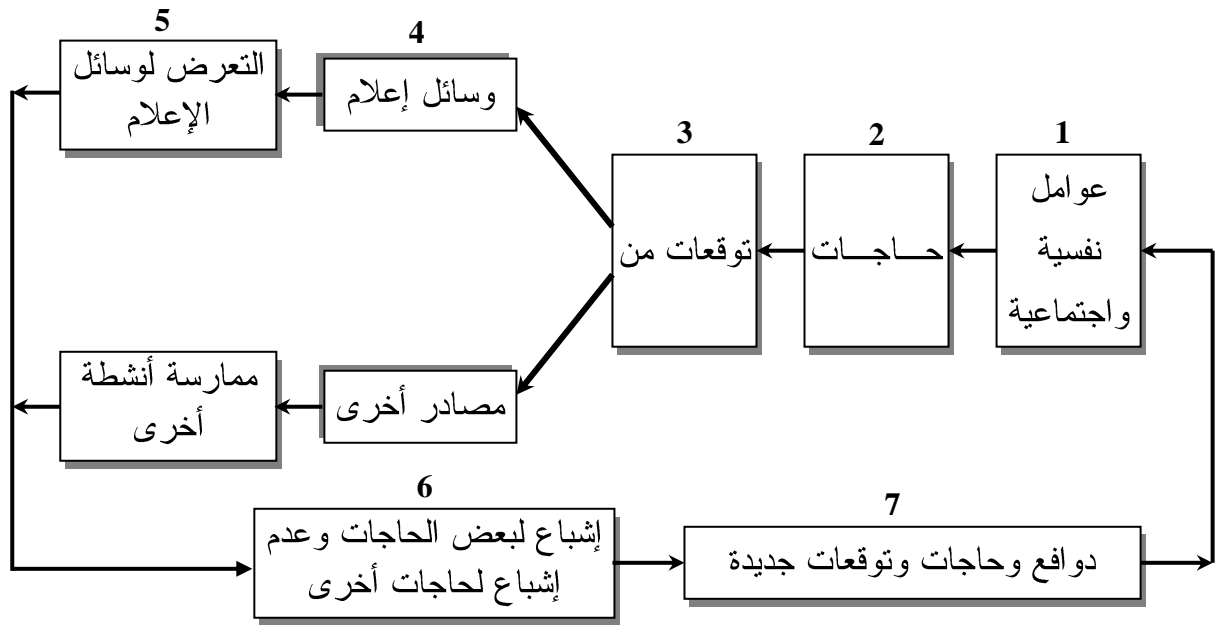 1
عوامل
نفسية
واجتماعية
2
حـــاجـــات
3
توقعات من
4
وسائل إعلام
5
التعرض لوسائل
الإعلام
مصادر أخرى
ممارسة أنشطة
أخرى
6
إشباع لبعض الحاجات وعدم
إشباع لحاجات أخرى
7
دوافع وحاجات وتوقعات جديدة